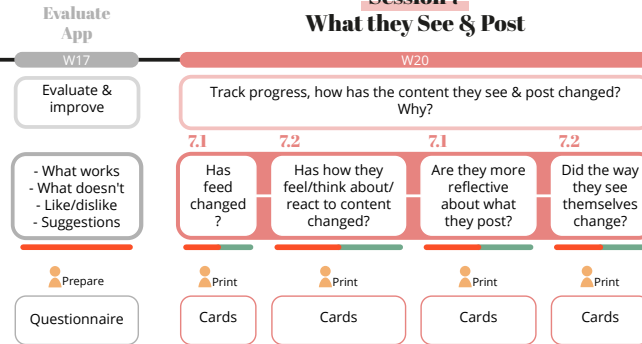 Evaluate
App
What they See & Post
W17
W20
Evaluate &
improve
Track progress, how has the content they see & post changed?
Why?
7.1
7.2
7.1
7.2
- What works
- What doesn't
- Like/dislike
- Suggestions
Has
feed
changed
?
Has how they
feel/think about/
react to content
changed?
Are they more
reflective
about what
they post?
Did the way
they see
themselves
change?
Prepare
Print
Print
Print
Print
Questionnaire
Cards
Cards
Cards
Cards